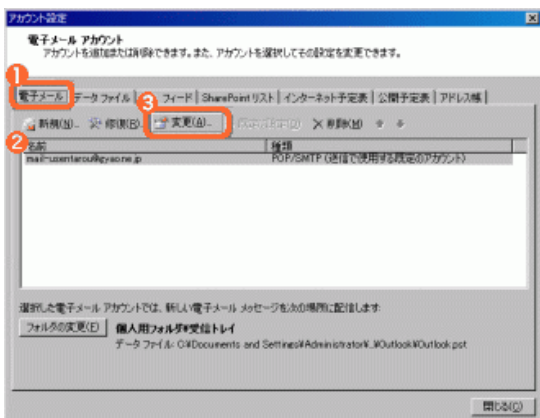 アカウント設定
電子メール アカウント
アカウントを追加または削除できます。また、アカウントを選択してその設定を変更できます。
1
電子メール データ ファイル フィード SharePoint リスト インターネット予定表 公開予定表 アドレス帳
3
新規(N)... 修復(R)... 変更(A)... 削除(M)
2
名前 種類
mail-usentarou@gyao.ne.jp POP/SMTP (送信で使用する既定のアカウント)
選択した電子メール アカウントでは、新しい電子メール メッセージを次の場所に配信します:
フォルダの変更(F) 個人用フォルダ¥受信トレイ
データ ファイル: C:¥Documents and Settings¥Administrator¥..¥Outlook¥Outlook.pst
閉じる(C)